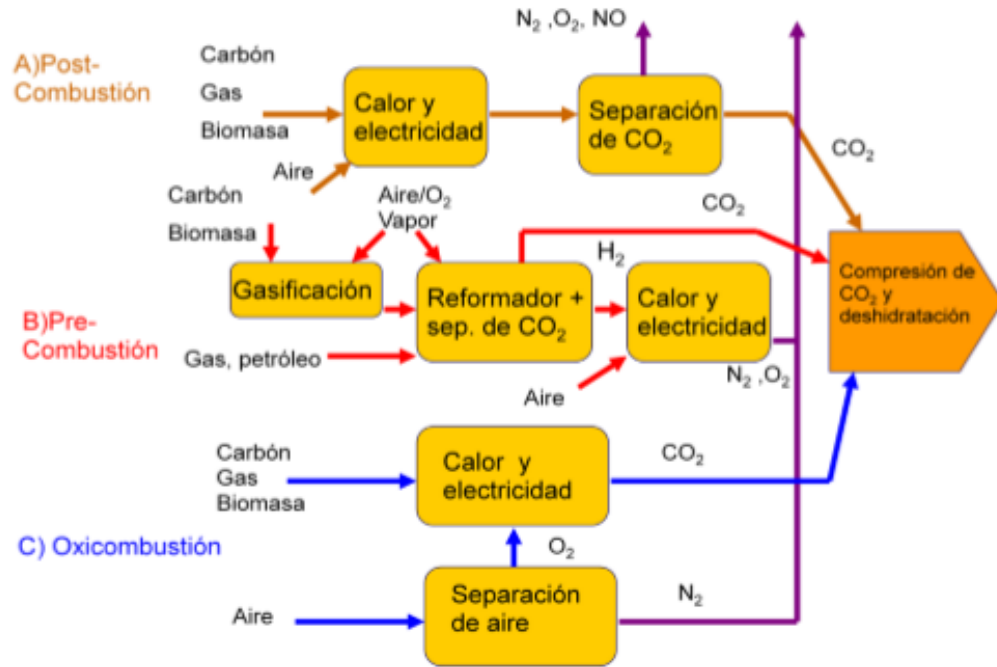 A)Post-
Combustión
Carbón
Gas
Biomasa
Aire
Calor y
electricidad
Separación
de CO₂
N₂ ,O₂, NO
CO₂
B)Pre-
Combustión
Carbón
Biomasa
Aire/O₂
Vapor
Gasificación
Gas, petróleo
Reformador +
sep. de CO₂
CO₂
H₂
Calor y
electricidad
Aire
N₂ ,O₂
Compresión de
CO₂ y
deshidratación
C) Oxicombustión
Carbón
Gas
Biomasa
Calor y
electricidad
CO₂
O₂
Aire
Separación
de aire
N₂